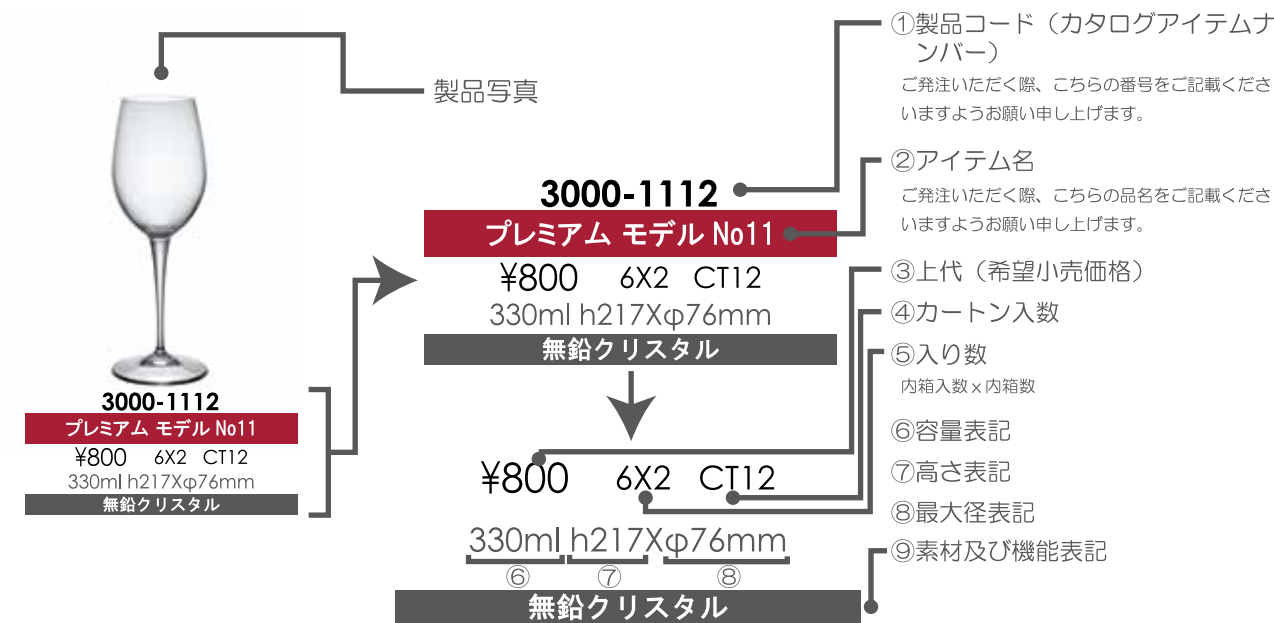 製品写真
3000-1112
プレミアム モデル No11
¥800 6X2 CT12
330ml h217Xφ76mm
無鉛クリスタル
3000-1112
プレミアム モデル No11
¥800 6X2 CT12
330ml h217Xφ76mm
無鉛クリスタル
¥800 6X2 CT12
330ml h217Xφ76mm
⑥ ⑦ ⑧
無鉛クリスタル
①製品コード（カタログアイテムナ
ンバー）
ご発注いただく際、こちらの番号をご記載くださ
いますようお願い申し上げます。
②アイテム名
ご発注いただく際、こちらの品名をご記載くださ
いますようお願い申し上げます。
③上代（希望小売価格）
④カートン入数
⑤入り数
内箱入数 x 内箱数
⑥容量表記
⑦高さ表記
⑧最大径表記
⑨素材及び機能表記